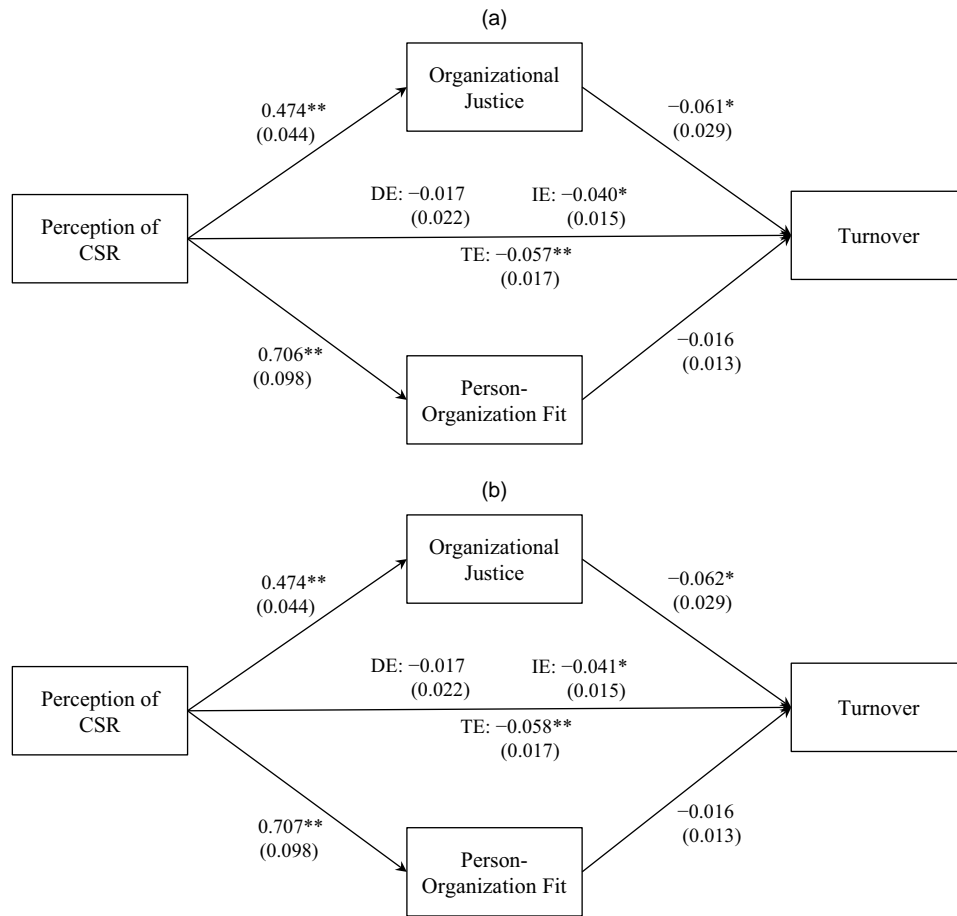 (a)
Organizational
Justice
0.474**
(0.044)
−0.061*
(0.029)
DE: −0.017
(0.022)
IE: −0.040*
(0.015)
Perception of
CSR
Turnover
TE: −0.057**
(0.017)
0.706**
(0.098)
−0.016
(0.013)
Person-
Organization Fit
(b)
Organizational
Justice
0.474**
(0.044)
−0.062*
(0.029)
DE: −0.017
(0.022)
IE: −0.041*
(0.015)
Perception of
CSR
Turnover
TE: −0.058**
(0.017)
0.707**
(0.098)
−0.016
(0.013)
Person-
Organization Fit